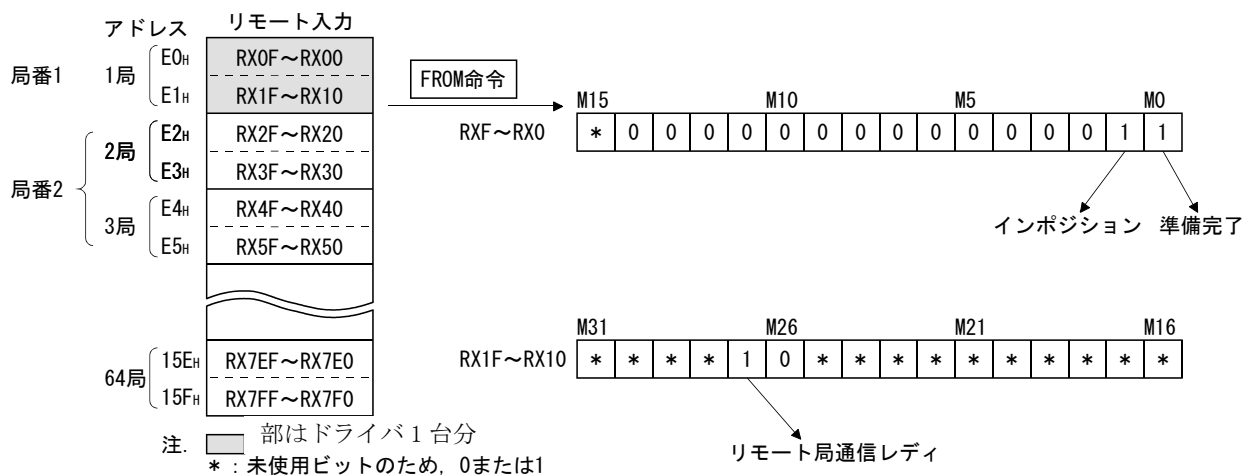 アドレス リモート入力
局番1 1局 E0H RX0F～RX00
E1H RX1F～RX10
局番2 2局 E2H RX2F～RX20
E3H RX3F～RX30
3局 E4H RX4F～RX40
E5H RX5F～RX50
64局 15EH RX7EF～RX7E0
15FH RX7FF～RX7F0
注. 部はドライバ1台分
* : 未使用ビットのため, 0または1
FROM命令
M15 M10 M5 M0
RXF～RX0 * 0 0 0 0 0 0 0 0 0 0 0 0 0 1 1
インポジション 準備完了
M31 M26 M21 M16
RX1F～RX10 * * * * 1 0 * * * * * * * * * *
リモート局通信レディ